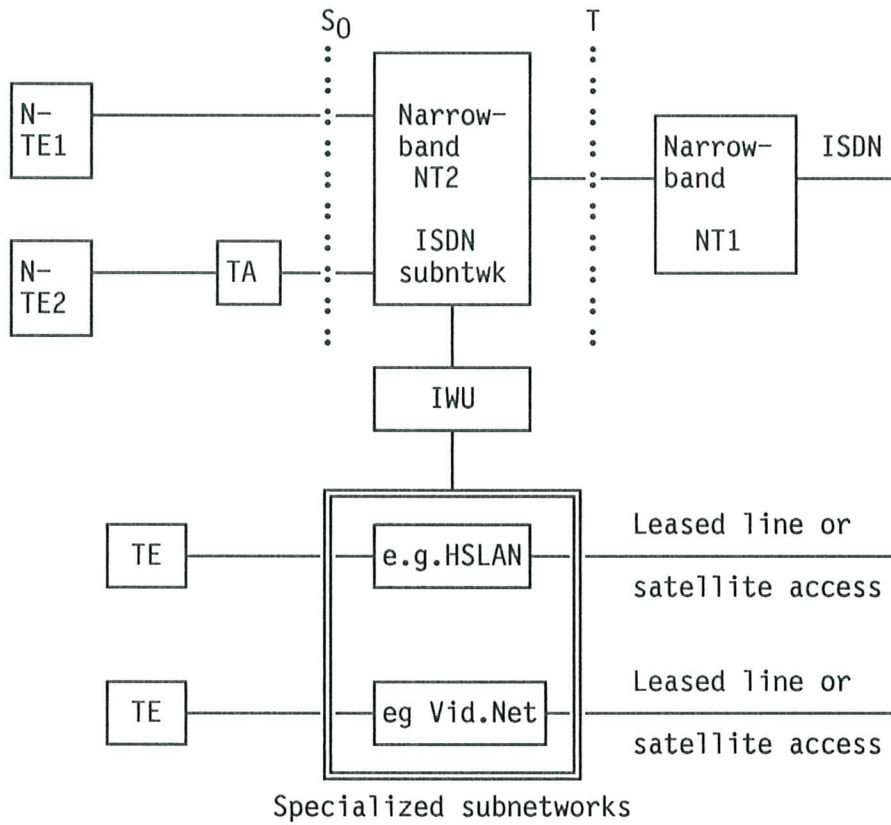 S0
T
N-
TE1
Narrow-
band
NT2
ISDN
subntwk
Narrow-
band
NT1
ISDN
N-
TE2
TA
IWU
TE
e.g.HSLAN
Leased line or
satellite access
TE
eg Vid.Net
Leased line or
satellite access
Specialized subnetworks